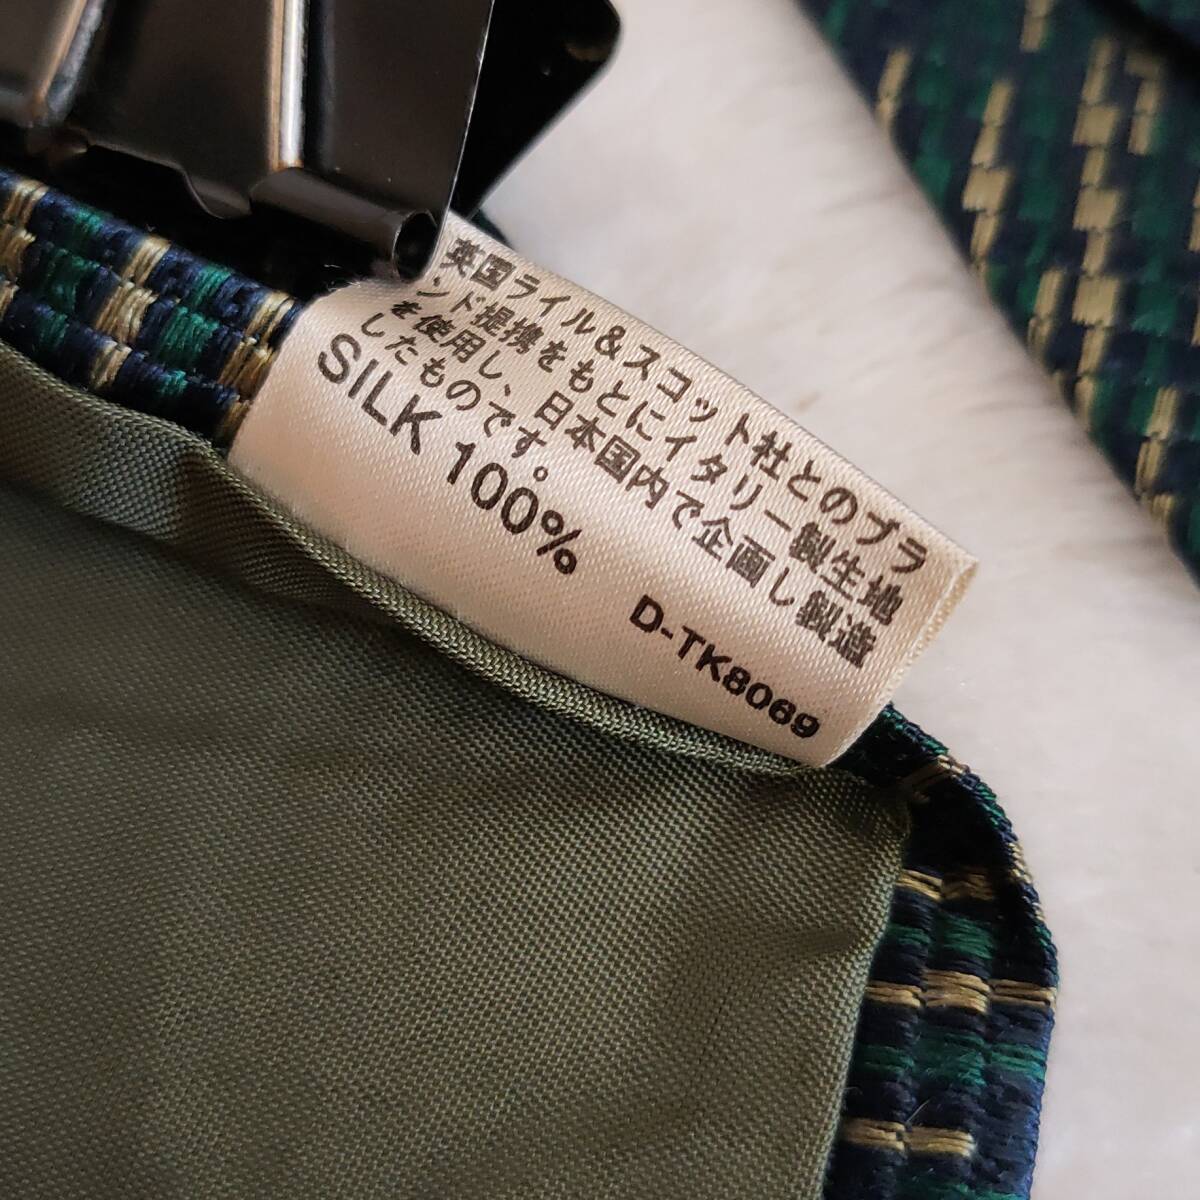 英国ライル&スコット社とのブラ
ンド提携をもとにイタリー製生地
を使用し、日本国内で企画し製造
したものです。
SILK 100%
D-TK8069